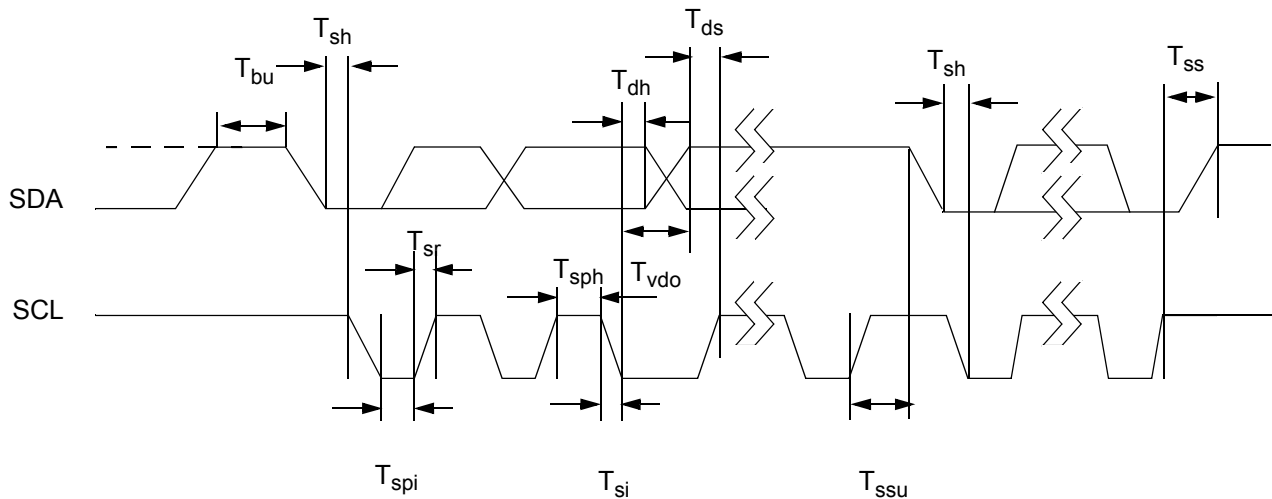 T_sh
T_bu
T_ds
T_dh
T_sh
T_ss
SDA
T_sr
T_sph
T_vdo
SCL
T_spi
T_si
T_ssu